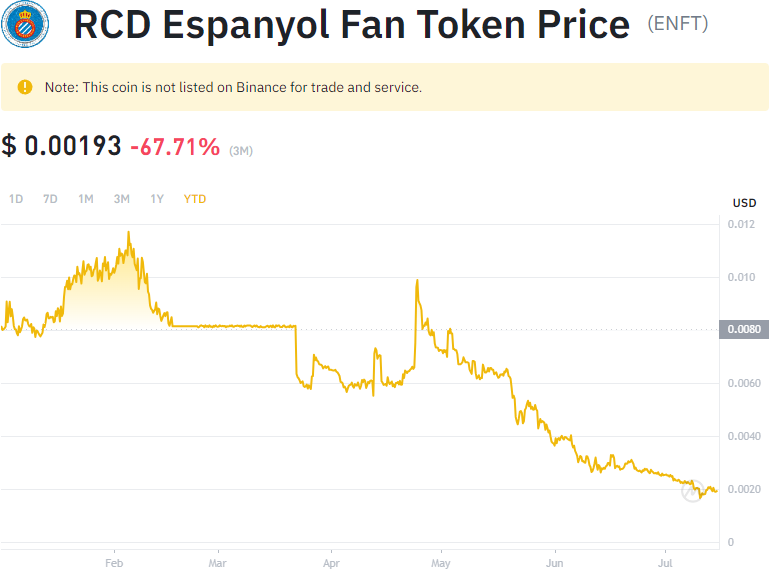 RCD Espanyol Fan Token Price (ENFT)
Note: This coin is not listed on Binance for trade and service.
$ 0.00193 -67.71% (3M)
1D 7D 1M 3M 1Y YTD
USD
0.012
0.010
0.0080
0.0060
0.0040
0.0020
0
Feb Mar Apr May Jun Jul